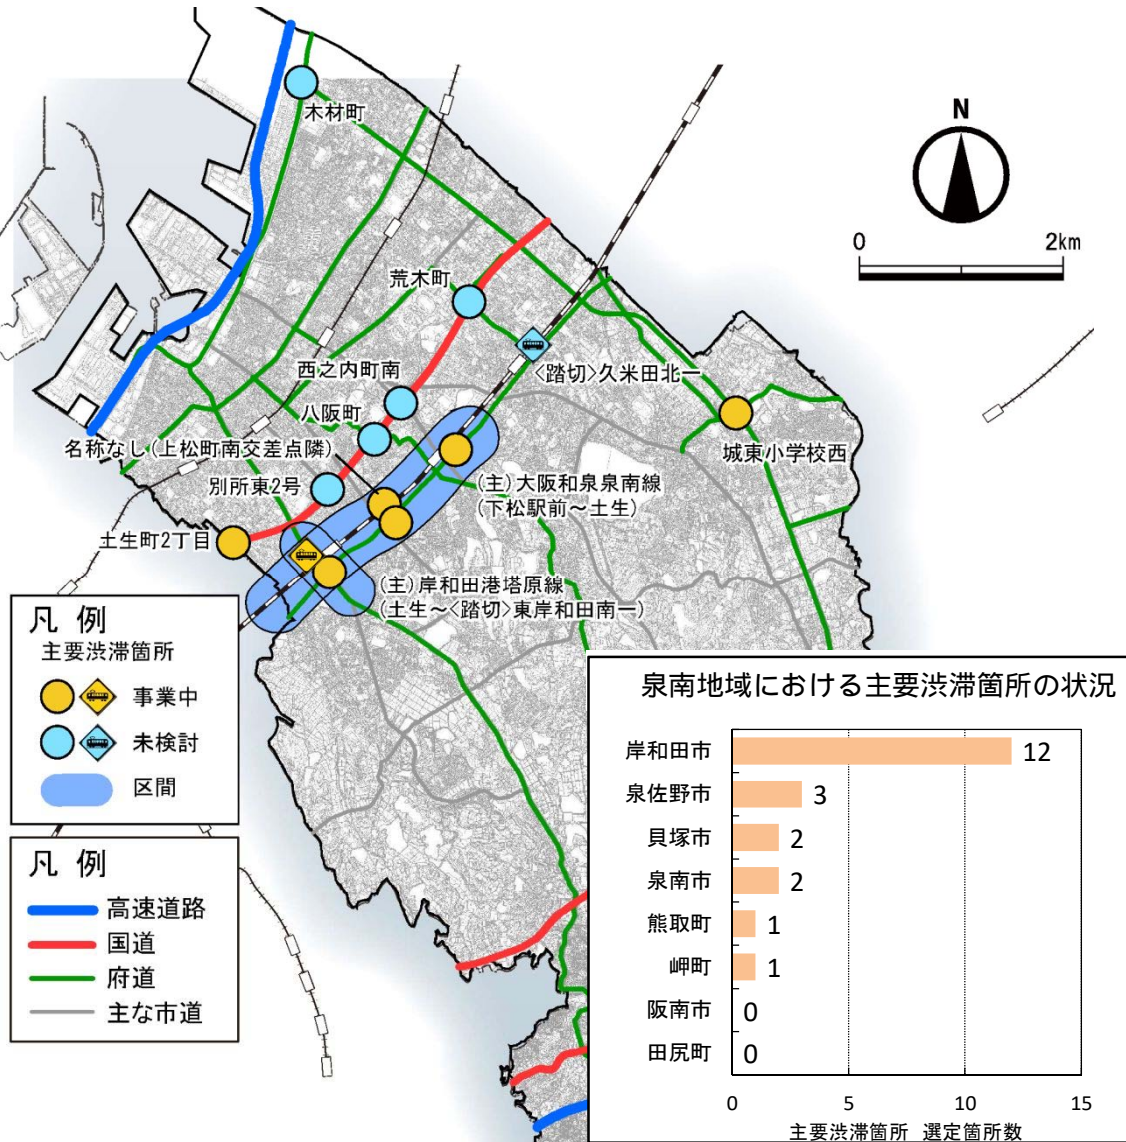 N
0 2km
木材町
荒木町
<踏切>久米田北一
西之内町南
八阪町
名称なし(上松町南交差点隣)
城東小学校西
別所東2号
(主)大阪和泉泉南線
(下松駅前~土生)
土生町2丁目
(主)岸和田港塔原線
(土生~<踏切>東岸和田南一)
凡 例
主要渋滞箇所
事業中
未検討
区間
凡 例
高速道路
国道
府道
主な市道
泉南地域における主要渋滞箇所の状況
岸和田市 12
泉佐野市 3
貝塚市 2
泉南市 2
熊取町 1
岬町 1
阪南市 0
田尻町 0
0 5 10 15
主要渋滞箇所 選定箇所数